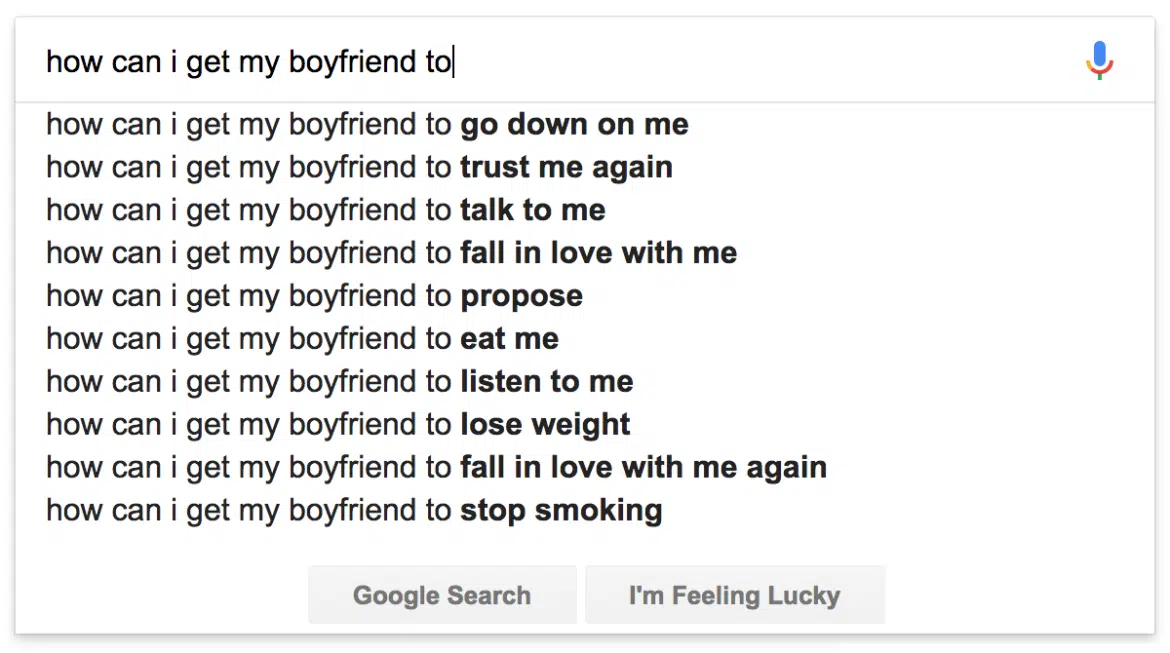 how can i get my boyfriend to
how can i get my boyfriend to go down on me
how can i get my boyfriend to trust me again
how can i get my boyfriend to talk to me
how can i get my boyfriend to fall in love with me
how can i get my boyfriend to propose
how can i get my boyfriend to eat me
how can i get my boyfriend to listen to me
how can i get my boyfriend to lose weight
how can i get my boyfriend to fall in love with me again
how can i get my boyfriend to stop smoking
Google Search I'm Feeling Lucky